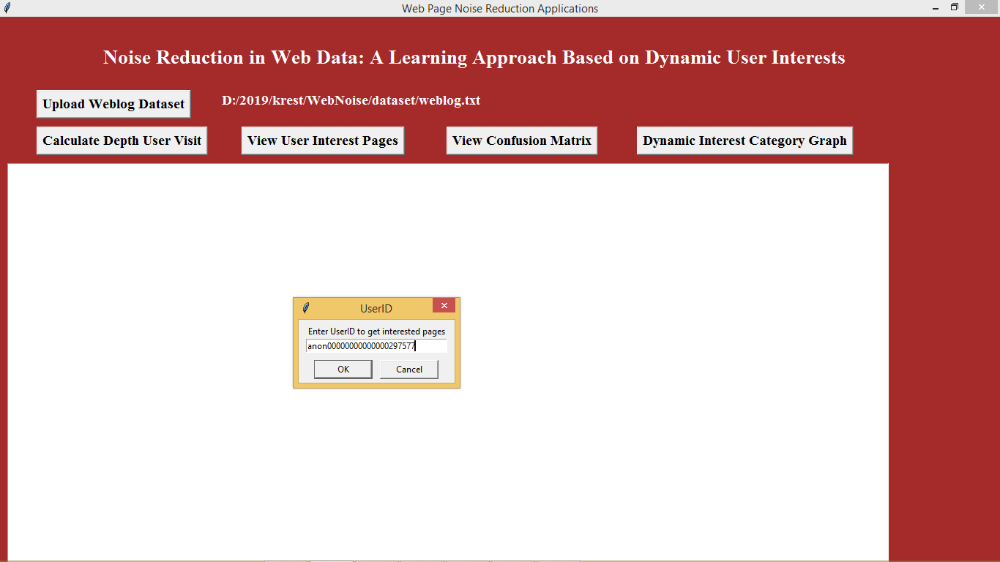 Web Page Noise Reduction Applications
Noise Reduction in Web Data: A Learning Approach Based on Dynamic User Interests
Upload Weblog Dataset
D:/2019/krest/WebNoise/dataset/weblog.txt
Calculate Depth User Visit
View User Interest Pages
View Confusion Matrix
Dynamic Interest Category Graph
UserID
Enter UserID to get interested pages
anon00000000000000297577
OK
Cancel